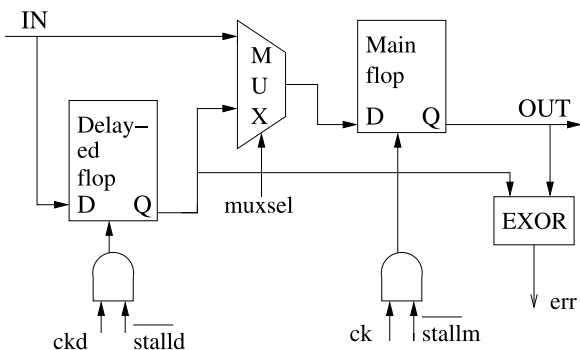 IN
M
U
X
Main
flop
D Q
OUT
Delay–
ed
flop
D Q
muxsel
EXOR
err
ckd
stalld
ck
stallm